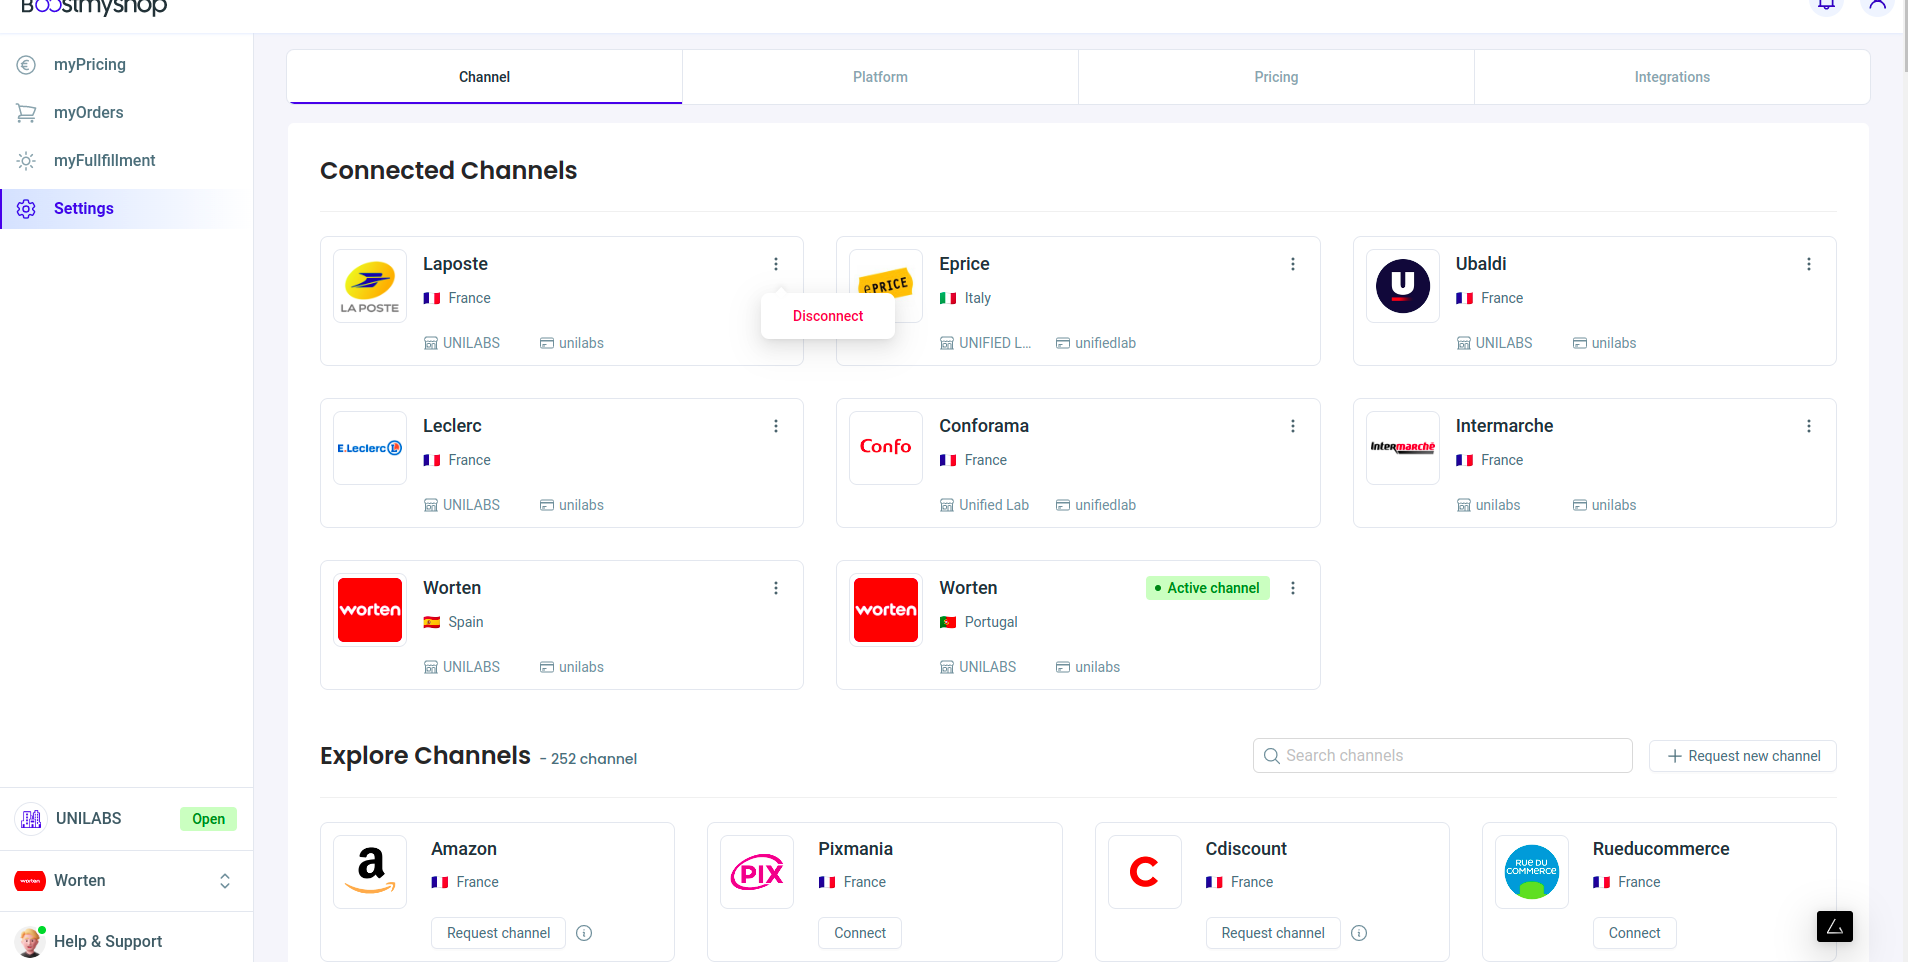 Boostmyshop
myPricing
myOrders
myFullfillment
Settings
UNILABS
Open
worten
Worten
Help & Support
Channel
Platform
Pricing
Integrations
Connected Channels
LA POSTE
Laposte
France
UNILABS
unilabs
Disconnect
ePRICE
Eprice
Italy
UNIFIED L...
unifiedlab
U
Ubaldi
France
UNILABS
unilabs
E.Leclerc L
Leclerc
France
UNILABS
unilabs
Confo
Conforama
France
Unified Lab
unifiedlab
Intermarché
Intermarche
France
unilabs
unilabs
worten
Worten
Spain
UNILABS
unilabs
worten
Worten
Active channel
Portugal
UNILABS
unilabs
Explore Channels - 252 channel
Search channels
Request new channel
a
Amazon
France
Request channel
PIX
Pixmania
France
Connect
C
Cdiscount
France
Request channel
RUE DU
COMMERCE
Rueducommerce
France
Connect